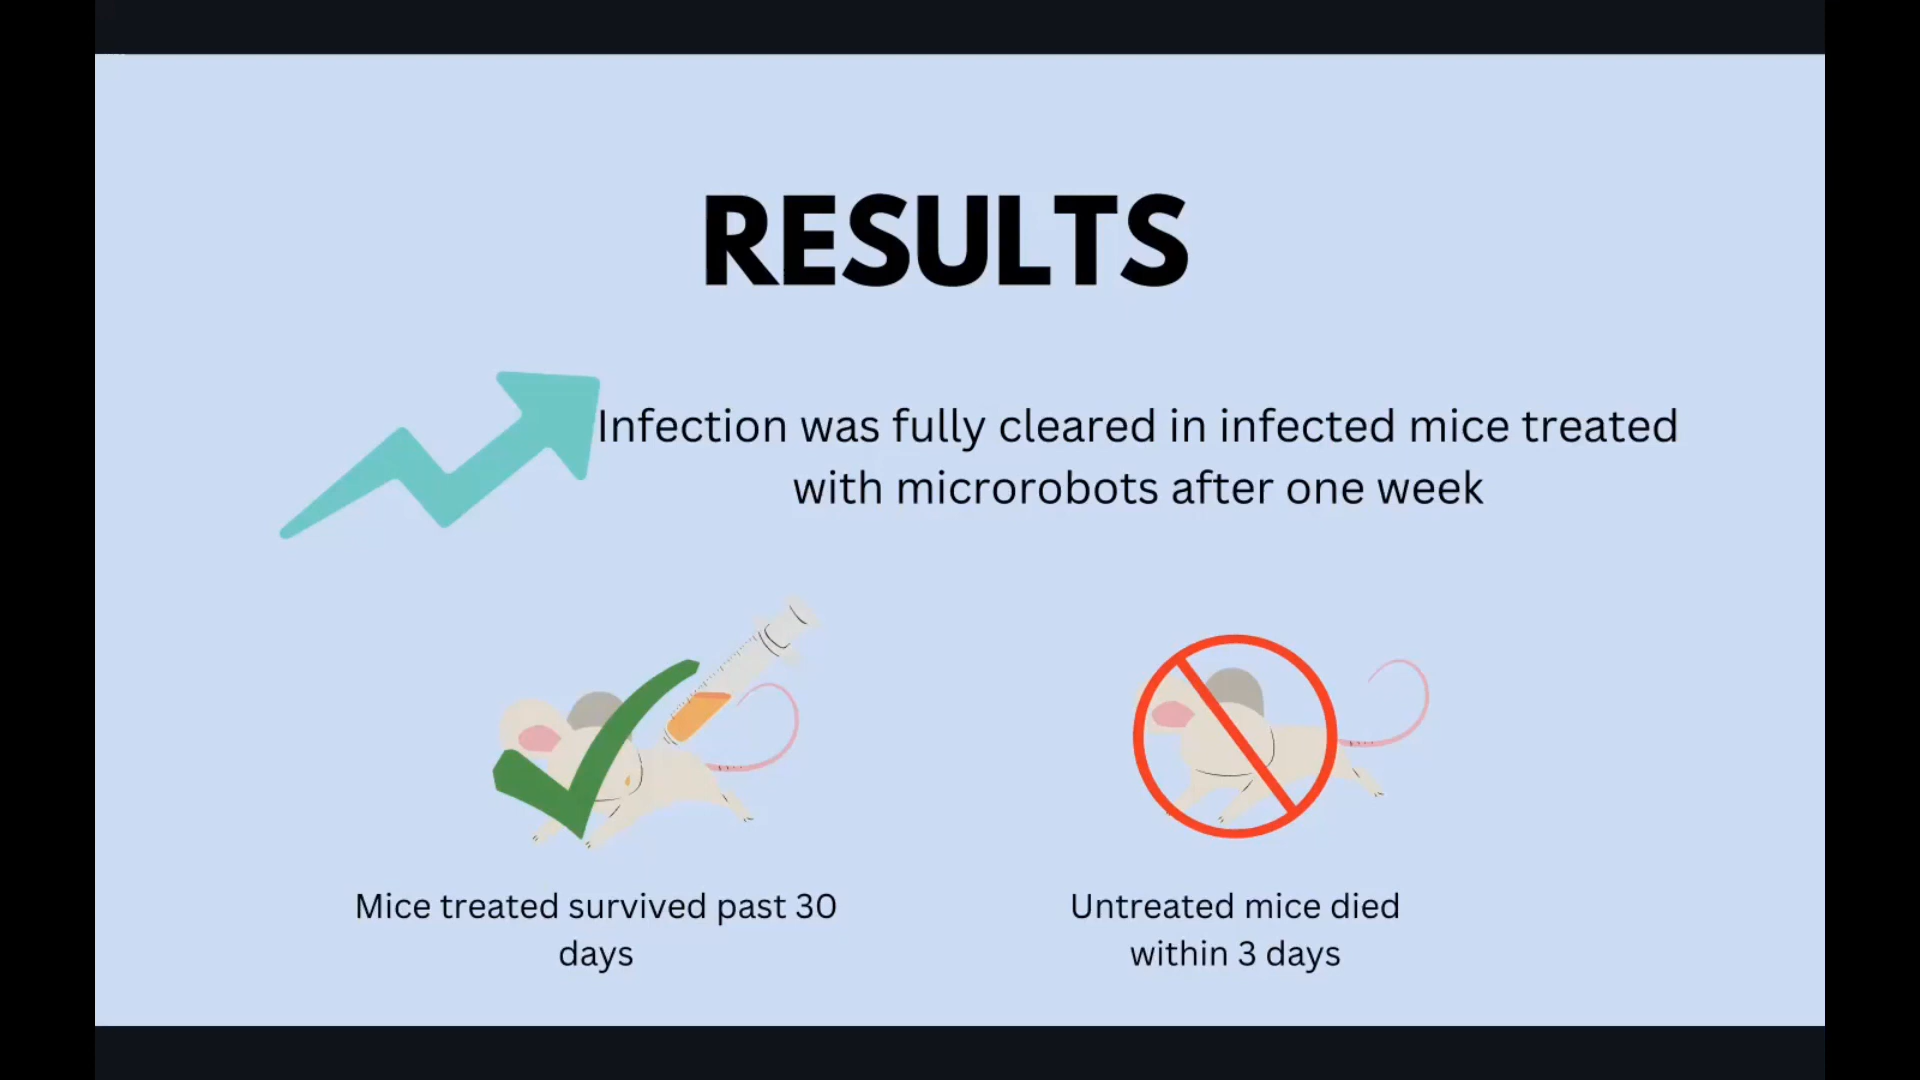 RESULTS
Infection was fully cleared in infected mice treated
with microrobots after one week
Mice treated survived past 30
days
Untreated mice died
within 3 days